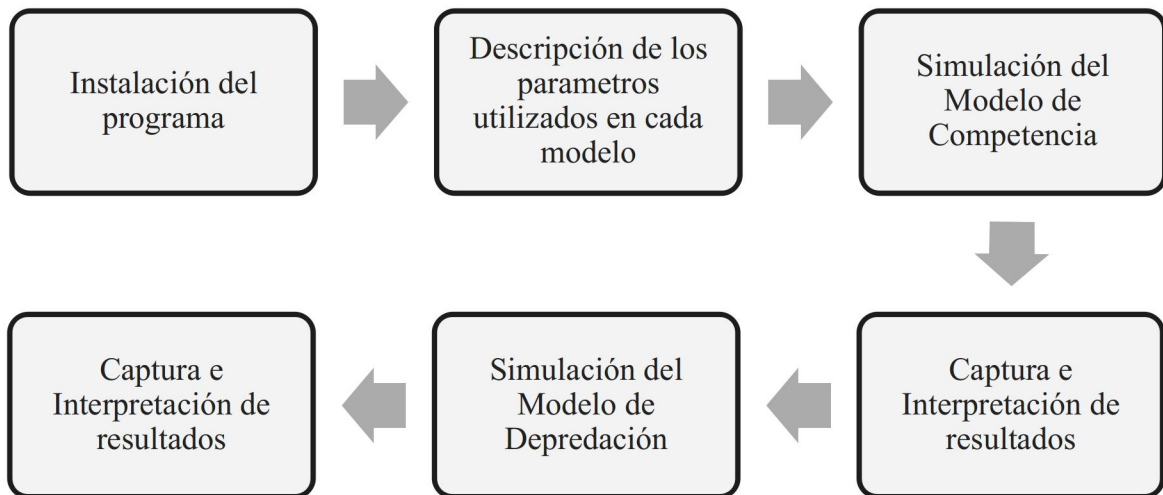 Instalación del
programa
Descripción de los
parametros
utilizados en cada
modelo
Simulación del
Modelo de
Competencia
Captura e
Interpretación de
resultados
Simulación del
Modelo de
Depredación
Captura e
Interpretación de
resultados